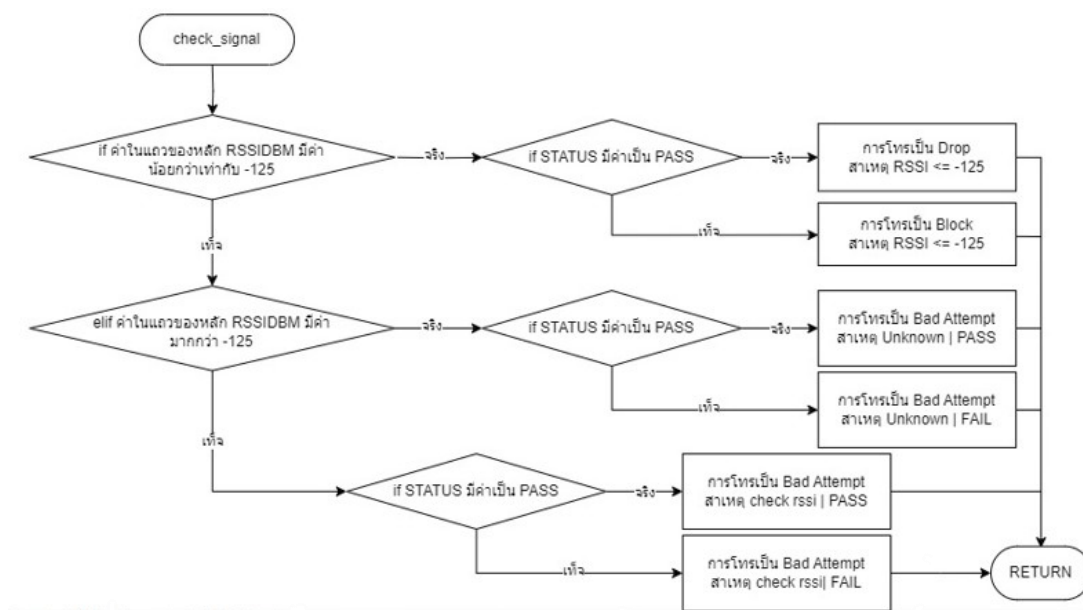 check_signal
if ค่าในแถวของหลัก RSSIDBM มีค่า
น้อยกว่าเท่ากับ -125
จริง
if STATUS มีค่าเป็น PASS
จริง
การโทรเป็น Drop
สาเหตุ RSSI <= -125
เท็จ
การโทรเป็น Block
สาเหตุ RSSI <= -125
เท็จ
elif ค่าในแถวของหลัก RSSIDBM มีค่า
มากกว่า -125
จริง
if STATUS มีค่าเป็น PASS
จริง
การโทรเป็น Bad Attempt
สาเหตุ Unknown | PASS
เท็จ
การโทรเป็น Bad Attempt
สาเหตุ Unknown | FAIL
เท็จ
if STATUS มีค่าเป็น PASS
จริง
การโทรเป็น Bad Attempt
สาเหตุ check rssi | PASS
เท็จ
การโทรเป็น Bad Attempt
สาเหตุ check rssi| FAIL
RETURN